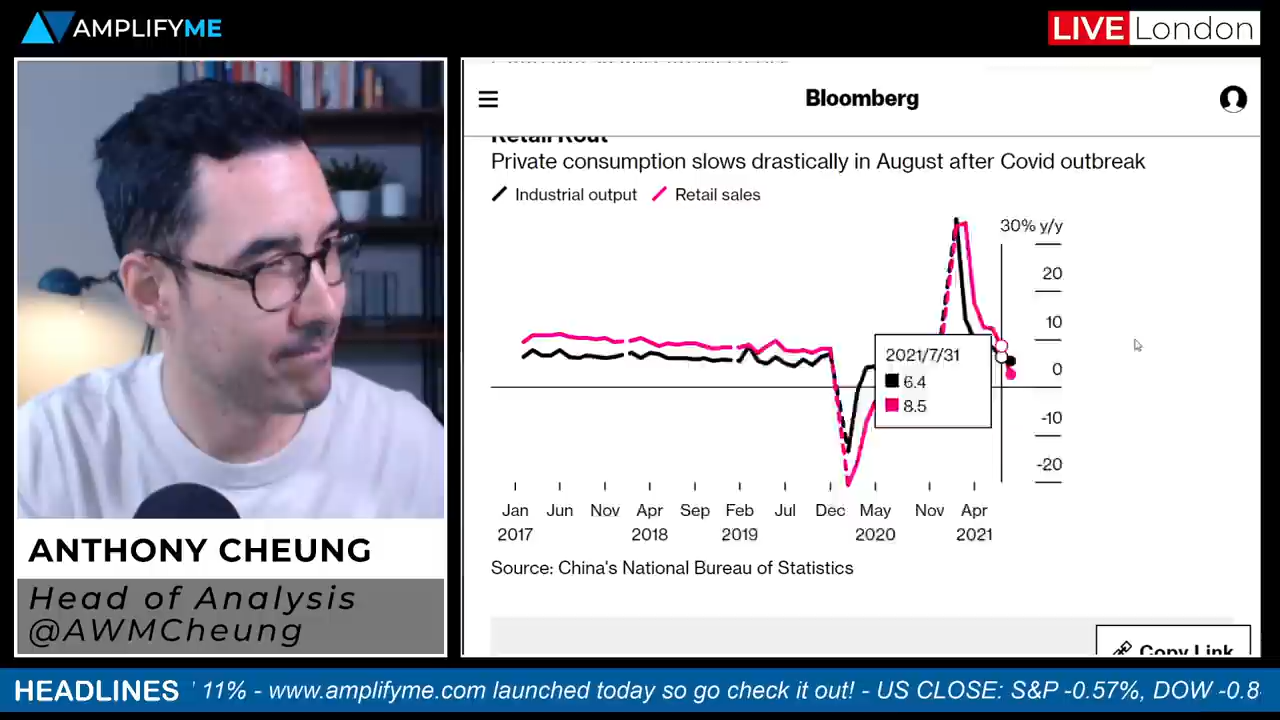 AMPLIFYME
LIVE London
Bloomberg
Retail Rout
Private consumption slows drastically in August after Covid outbreak
Industrial output Retail sales
30% y/y
20
10
0
-10
-20
2021/7/31
6.4
8.5
Jan Jun Nov Apr Sep Feb Jul Dec May Nov Apr
2017 2018 2019 2020 2021
Source: China's National Bureau of Statistics
Copy Link
ANTHONY CHEUNG
Head of Analysis
@AWMCheung
HEADLINES ' 11% - www.amplifyme.com launched today so go check it out! - US CLOSE: S&P -0.57%, DOW -0.8